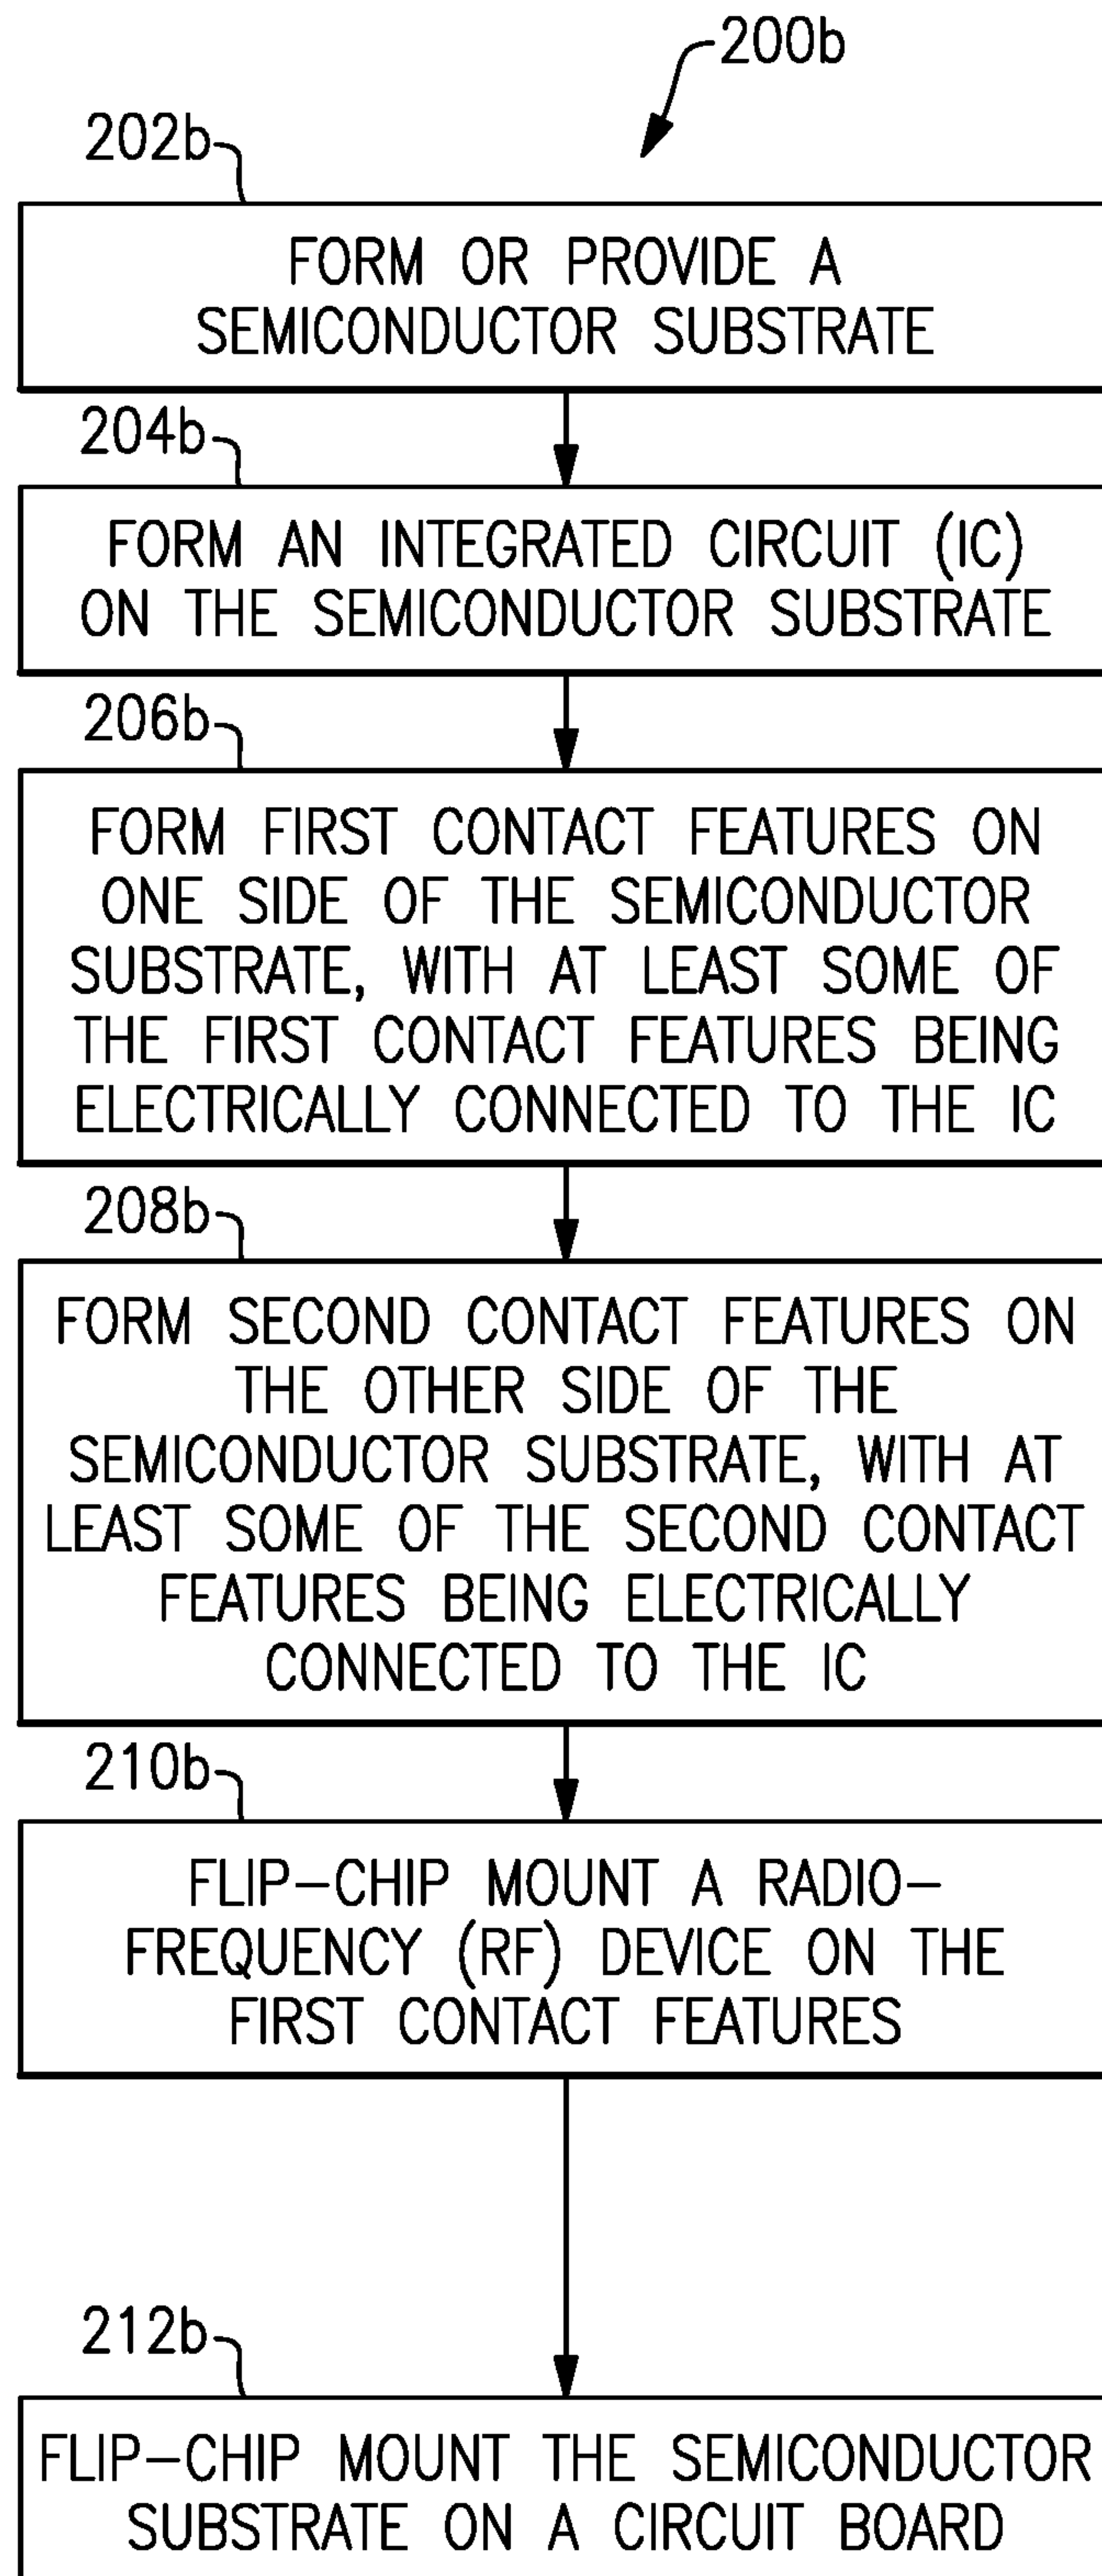 200b
202b
FORM OR PROVIDE A
SEMICONDUCTOR SUBSTRATE
204b
FORM AN INTEGRATED CIRCUIT (IC)
ON THE SEMICONDUCTOR SUBSTRATE
206b
FORM FIRST CONTACT FEATURES ON
ONE SIDE OF THE SEMICONDUCTOR
SUBSTRATE, WITH AT LEAST SOME OF
THE FIRST CONTACT FEATURES BEING
ELECTRICALLY CONNECTED TO THE IC
208b
FORM SECOND CONTACT FEATURES ON
THE OTHER SIDE OF THE
SEMICONDUCTOR SUBSTRATE, WITH AT
LEAST SOME OF THE SECOND CONTACT
FEATURES BEING ELECTRICALLY
CONNECTED TO THE IC
210b
FLIP-CHIP MOUNT A RADIO-
FREQUENCY (RF) DEVICE ON THE
FIRST CONTACT FEATURES
212b
FLIP-CHIP MOUNT THE SEMICONDUCTOR
SUBSTRATE ON A CIRCUIT BOARD